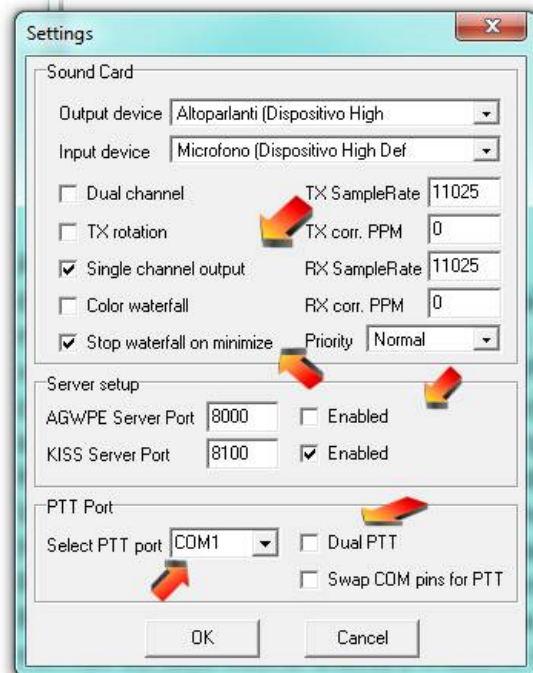 Settings
Sound Card
Output device Altoparlanti (Dispositivo High
Input device Microfono (Dispositivo High Def
Dual channel TX SampleRate 11025
TX rotation TX corr. PPM 0
Single channel output RX SampleRate 11025
Color waterfall RX corr. PPM 0
Stop waterfall on minimize Priority Normal
Server setup
AGWPE Server Port 8000 Enabled
KISS Server Port 8100 Enabled
PTT Port
Select PTT port COM1 Dual PTT
Swap COM pins for PTT
OK Cancel